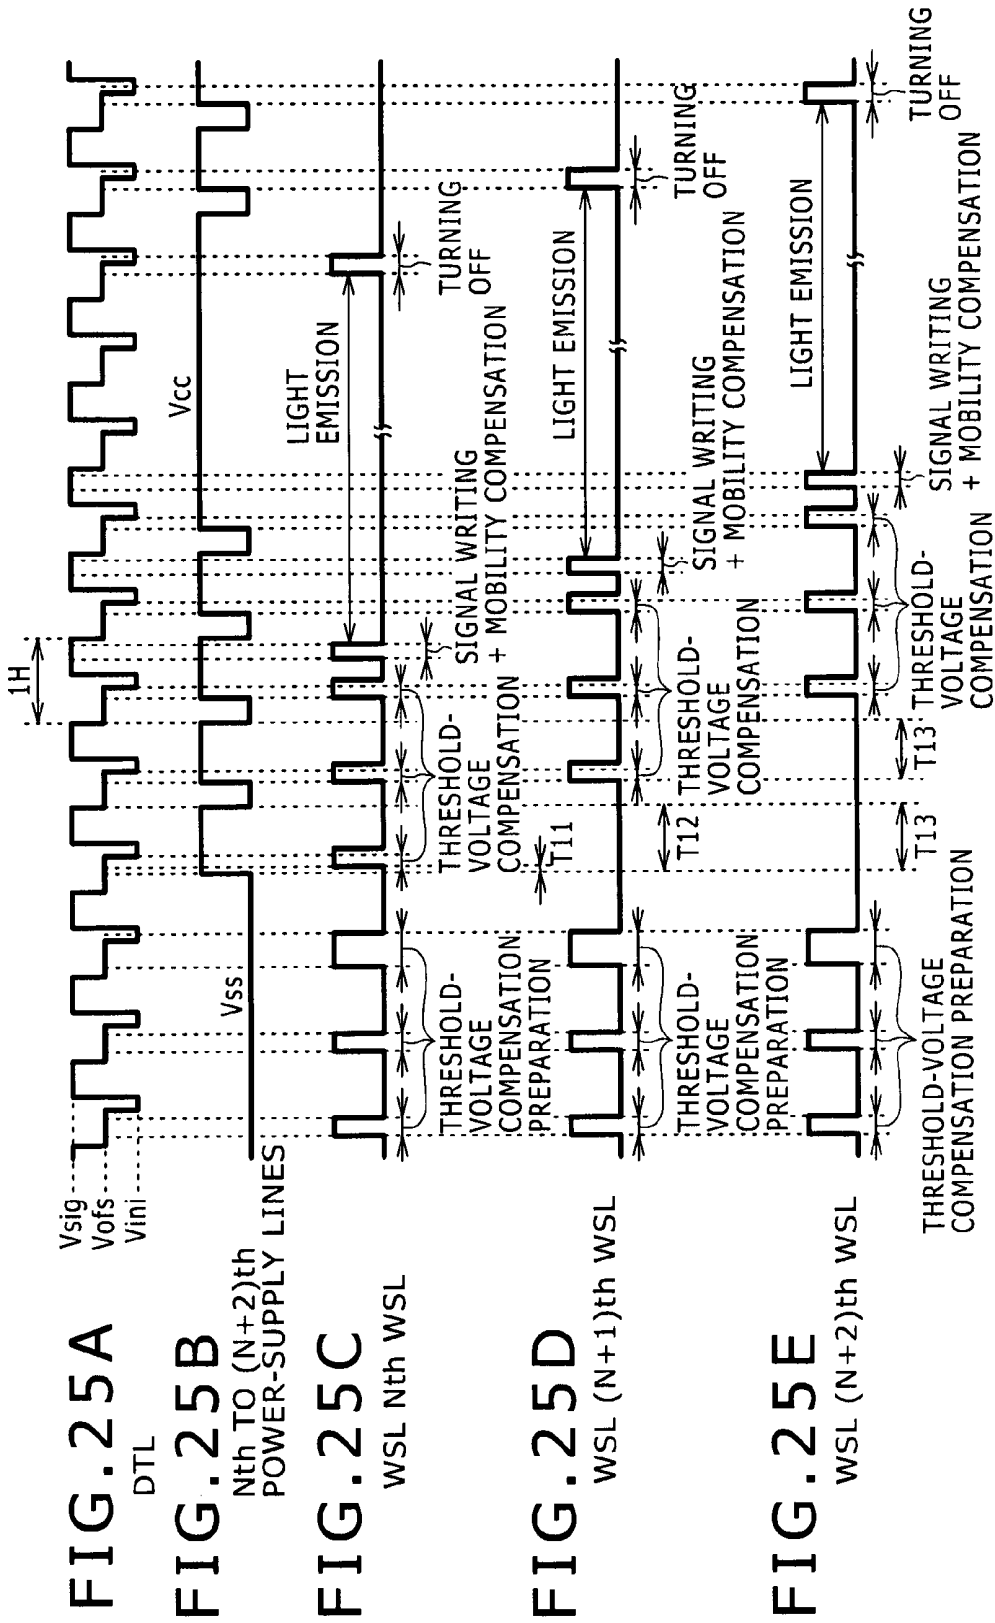 FIG.25A
DTL
Vsig
Vofs
Vini
1H
FIG.25B
Nth TO (N+2)th
POWER-SUPPLY LINES
Vss
Vcc
FIG.25C
WSL Nth WSL
THRESHOLD-
VOLTAGE
COMPENSATION
PREPARATION
THRESHOLD-
VOLTAGE
COMPENSATION
SIGNAL WRITING
+ MOBILITY COMPENSATION
LIGHT
EMISSION
TURNING
OFF
T11
FIG.25D
WSL (N+1)th WSL
THRESHOLD-
VOLTAGE
COMPENSATION
PREPARATION
T12
THRESHOLD-
VOLTAGE
COMPENSATION
SIGNAL WRITING
+ MOBILITY COMPENSATION
LIGHT EMISSION
TURNING
OFF
FIG.25E
WSL (N+2)th WSL
THRESHOLD-VOLTAGE
COMPENSATION PREPARATION
T13
T13
THRESHOLD-
VOLTAGE
COMPENSATION
SIGNAL WRITING
+ MOBILITY COMPENSATION
LIGHT EMISSION
TURNING
OFF